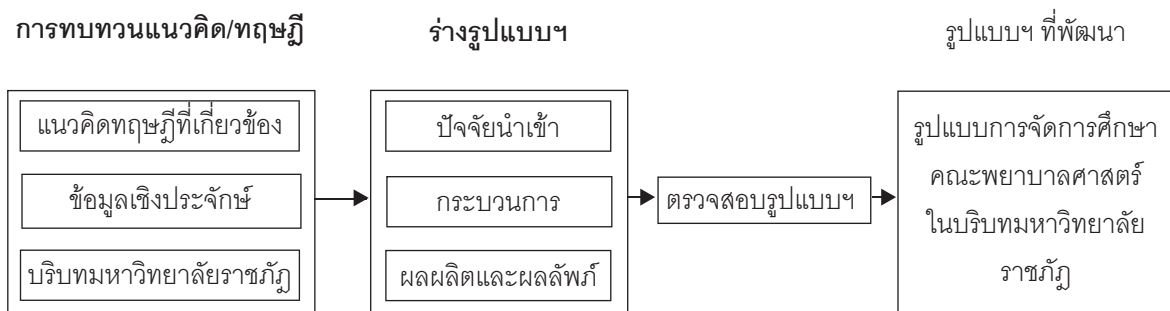 การทบทวนแนวคิด/ทฤษฎี
ร่างรูปแบบฯ
รูปแบบฯ ที่พัฒนา
แนวคิดทฤษฎีที่เกี่ยวข้อง
ข้อมูลเชิงประจักษ์
บริบทมหาวิทยาลัยราชภัฏ
ปัจจัยนำเข้า
กระบวนการ
ผลผลิตและผลลัพภ์
ตรวจสอบรูปแบบฯ
รูปแบบการจัดการศึกษา
คณะพยาบาลศาสตร์
ในบริบทมหาวิทยาลัย
ราชภัฏ